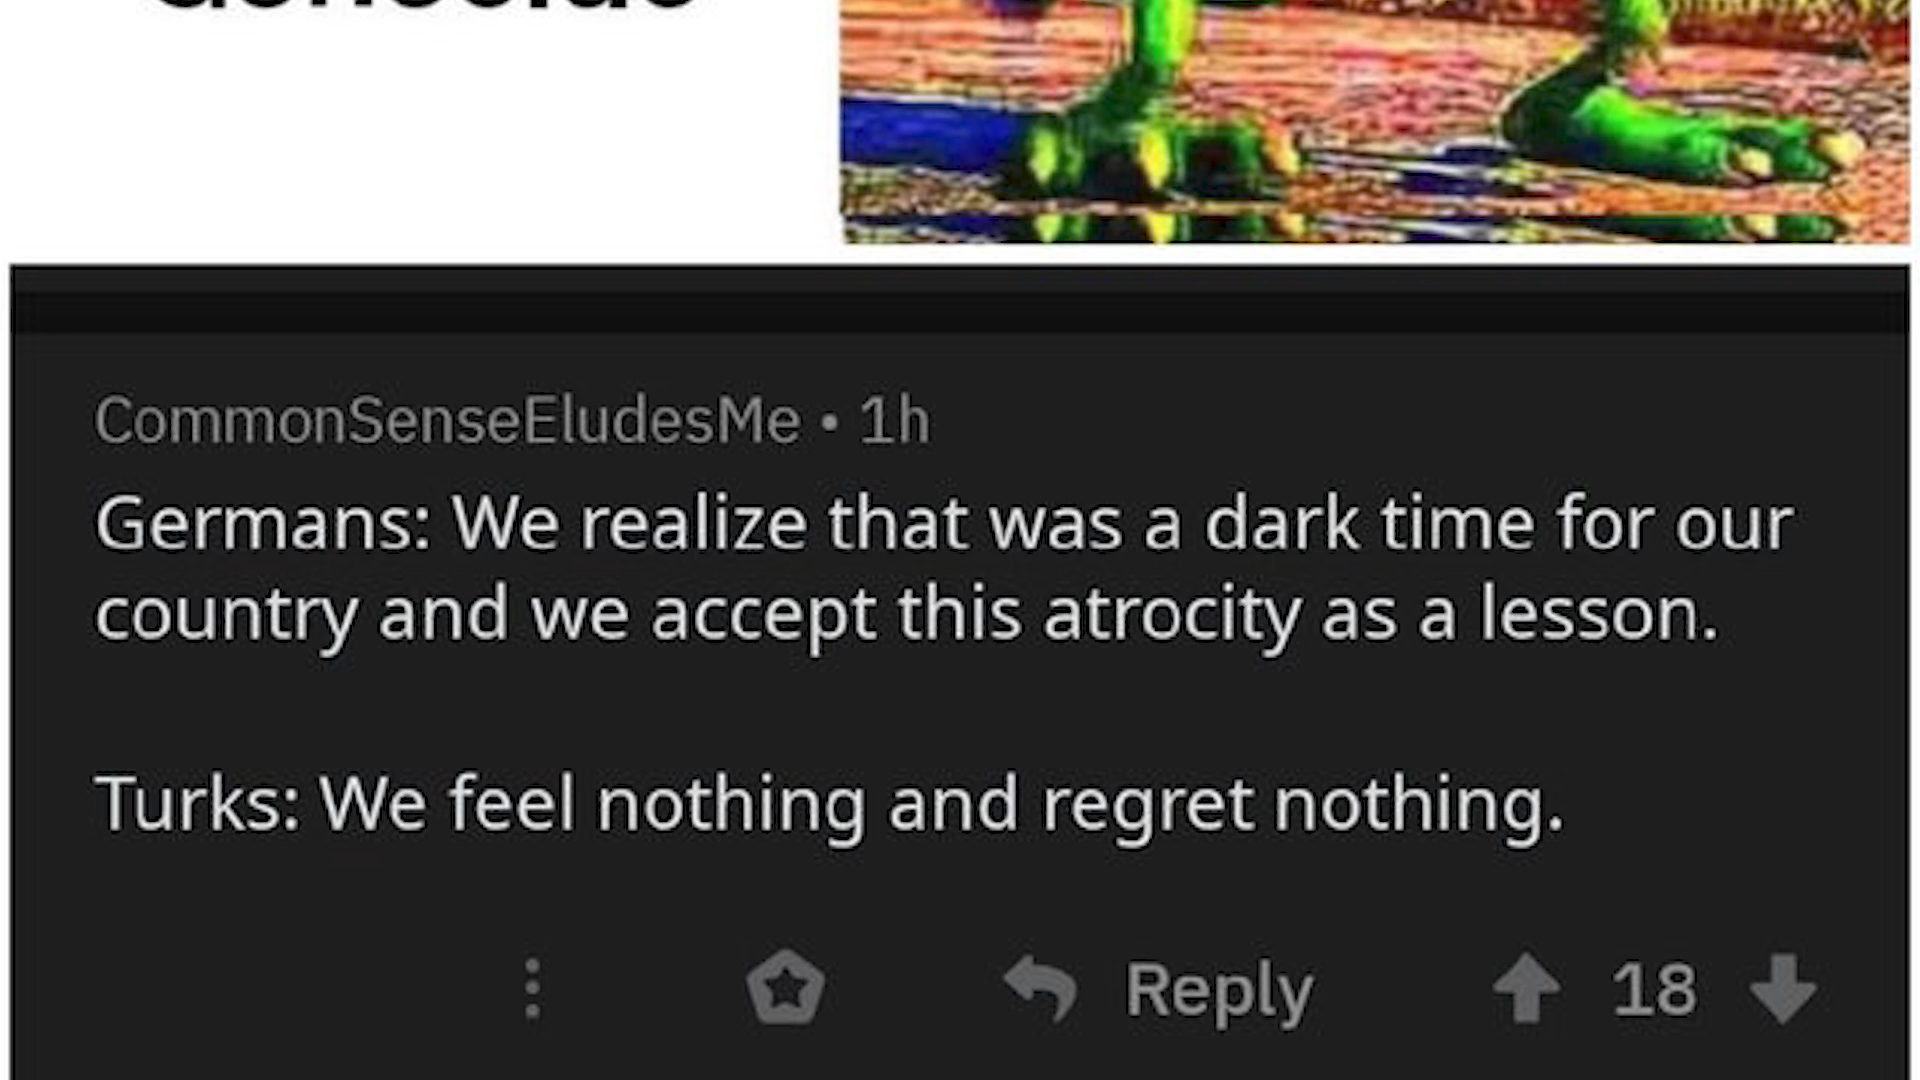 CommonSenseEludesMe • 1h
Germans: We realize that was a dark time for our
country and we accept this atrocity as a lesson.
Turks: We feel nothing and regret nothing.
Reply 18